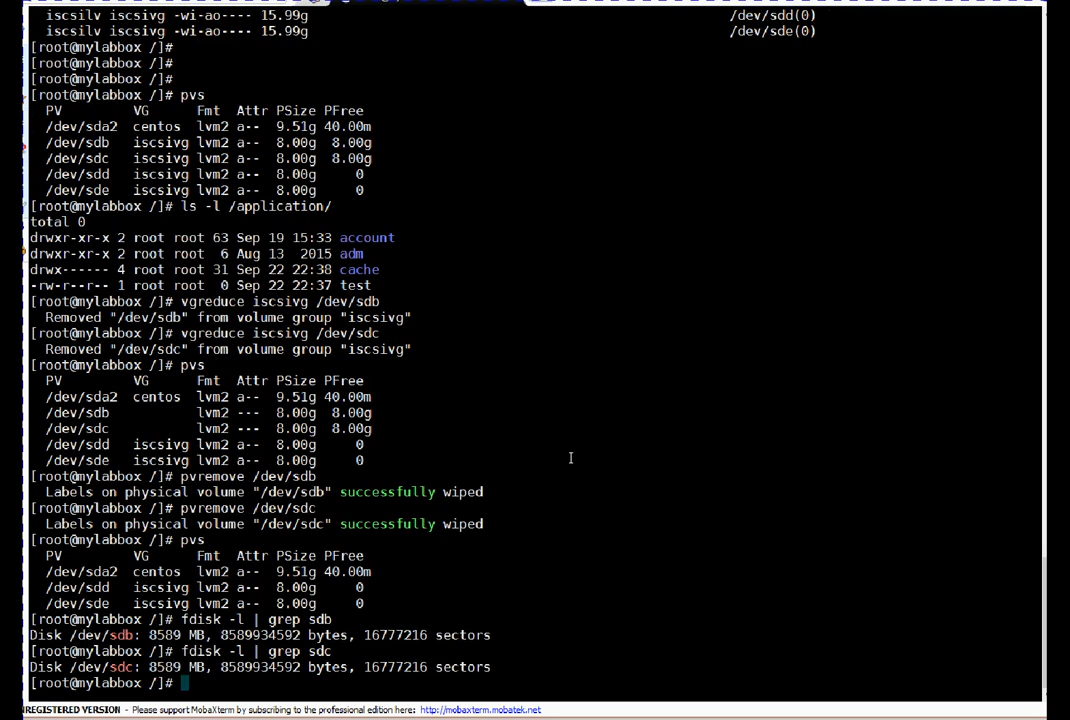 iscsilv iscsivg -wi-ao---- 15.99g /dev/sdd(0)
iscsilv iscsivg -wi-ao---- 15.99g /dev/sde(0)
[root@mylabbox /]#
[root@mylabbox /]#
[root@mylabbox /]#
[root@mylabbox /]# pvs
PV VG Fmt Attr PSize PFree
/dev/sda2 centos lvm2 a-- 9.51g 40.00m
/dev/sdb iscsivg lvm2 a-- 8.00g 8.00g
/dev/sdc iscsivg lvm2 a-- 8.00g 8.00g
/dev/sdd iscsivg lvm2 a-- 8.00g 0
/dev/sde iscsivg lvm2 a-- 8.00g 0
[root@mylabbox /]# ls -l /application/
total 0
drwxr-xr-x 2 root root 63 Sep 19 15:33 account
drwxr-xr-x 2 root root 6 Aug 13 2015 adm
drwx------ 4 root root 31 Sep 22 22:38 cache
-rw-r--r-- 1 root root 0 Sep 22 22:37 test
[root@mylabbox /]# vgreduce iscsivg /dev/sdb
Removed "/dev/sdb" from volume group "iscsivg"
[root@mylabbox /]# vgreduce iscsivg /dev/sdc
Removed "/dev/sdc" from volume group "iscsivg"
[root@mylabbox /]# pvs
PV VG Fmt Attr PSize PFree
/dev/sda2 centos lvm2 a-- 9.51g 40.00m
/dev/sdb lvm2 --- 8.00g 8.00g
/dev/sdc lvm2 --- 8.00g 8.00g
/dev/sdd iscsivg lvm2 a-- 8.00g 0
/dev/sde iscsivg lvm2 a-- 8.00g 0
[root@mylabbox /]# pvremove /dev/sdb
Labels on physical volume "/dev/sdb" successfully wiped
[root@mylabbox /]# pvremove /dev/sdc
Labels on physical volume "/dev/sdc" successfully wiped
[root@mylabbox /]# pvs
PV VG Fmt Attr PSize PFree
/dev/sda2 centos lvm2 a-- 9.51g 40.00m
/dev/sdd iscsivg lvm2 a-- 8.00g 0
/dev/sde iscsivg lvm2 a-- 8.00g 0
[root@mylabbox /]# fdisk -l | grep sdb
Disk /dev/sdb: 8589 MB, 8589934592 bytes, 16777216 sectors
[root@mylabbox /]# fdisk -l | grep sdc
Disk /dev/sdc: 8589 MB, 8589934592 bytes, 16777216 sectors
[root@mylabbox /]#
NREGISTERED VERSION - Please support MobaXterm by subscribing to the professional edition here: http://mobaxterm.mobatek.net